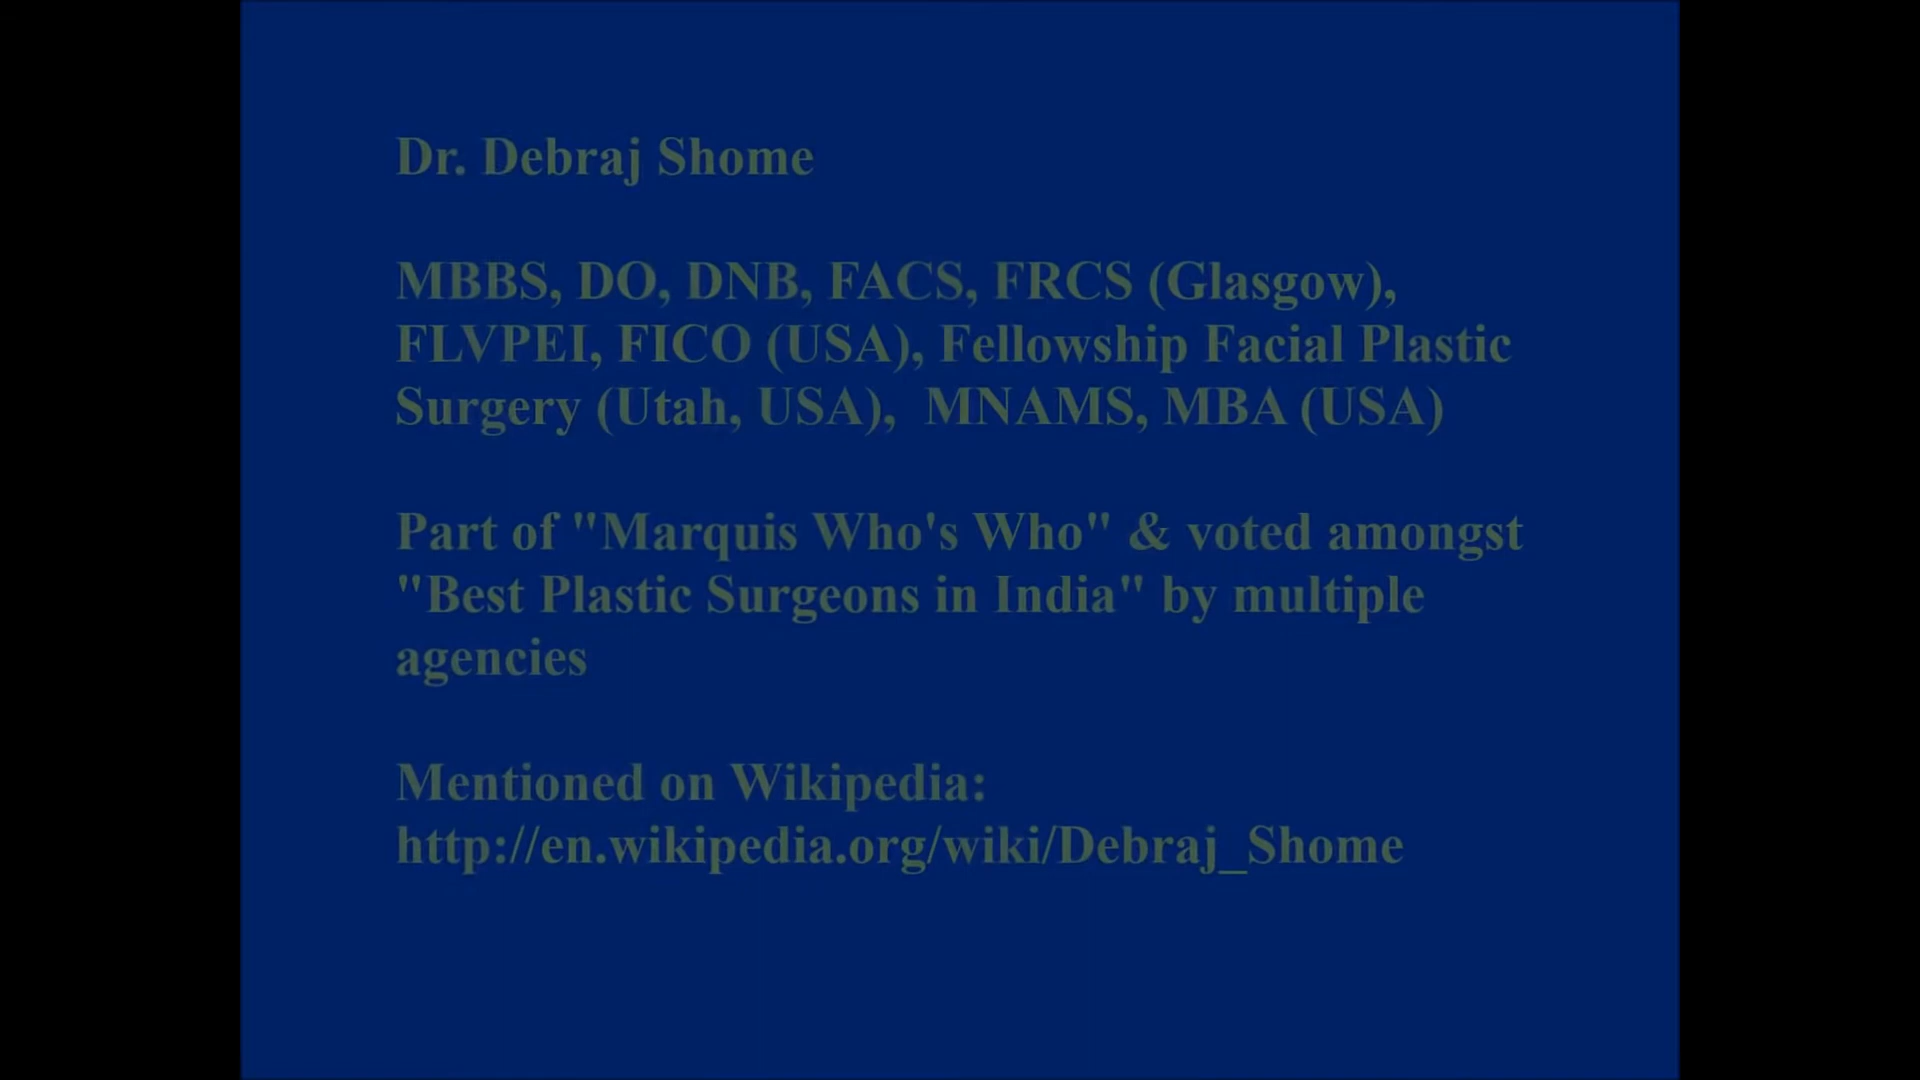 Dr. Debraj Shome
MBBS, DO, DNB, FACS, FRCS (Glasgow),
FLVPEI, FICO (USA), Fellowship Facial Plastic
Surgery (Utah, USA),  MNAMS, MBA (USA)
Part of "Marquis Who's Who" & voted amongst
"Best Plastic Surgeons in India" by multiple
agencies
Mentioned on Wikipedia:
http://en.wikipedia.org/wiki/Debraj_Shome